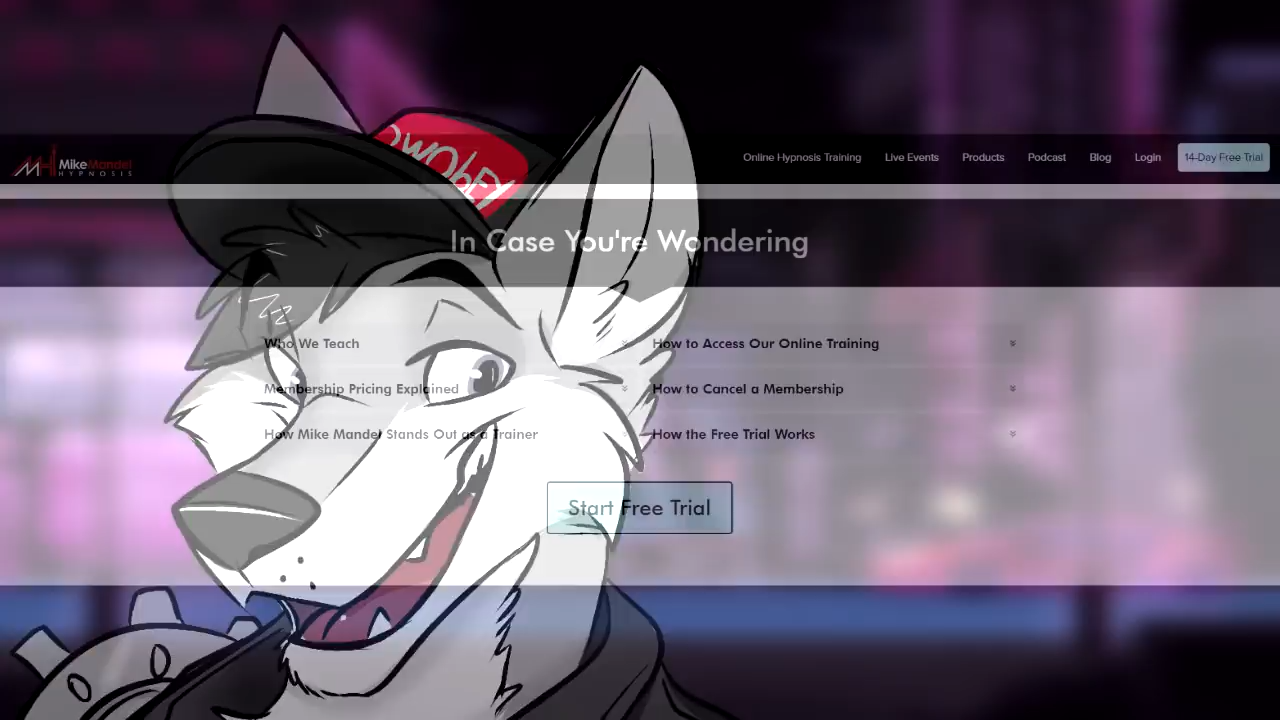 OwObEY
MikeMandel
HYPNOSIS
Online Hypnosis Training Live Events Products Podcast Blog Login 14-Day Free Trial
In Case You're Wondering
Who We Teach
How to Access Our Online Training
Membership Pricing Explained
How to Cancel a Membership
How Mike Mandel Stands Out as a Trainer
How the Free Trial Works
Start Free Trial